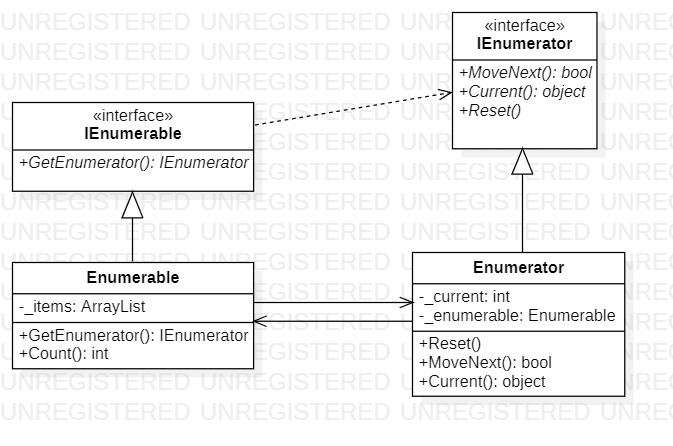 «interface»
IEnumerator
+MoveNext(): bool
+Current(): object
+Reset()
«interface»
IEnumerable
+GetEnumerator(): IEnumerator
Enumerable
-_items: ArrayList
+GetEnumerator(): IEnumerator
+Count(): int
Enumerator
-_current: int
-_enumerable: Enumerable
+Reset()
+MoveNext(): bool
+Current(): object
UNREGISTERED UNREGISTERED UNREGISTERED UNREGISTERED